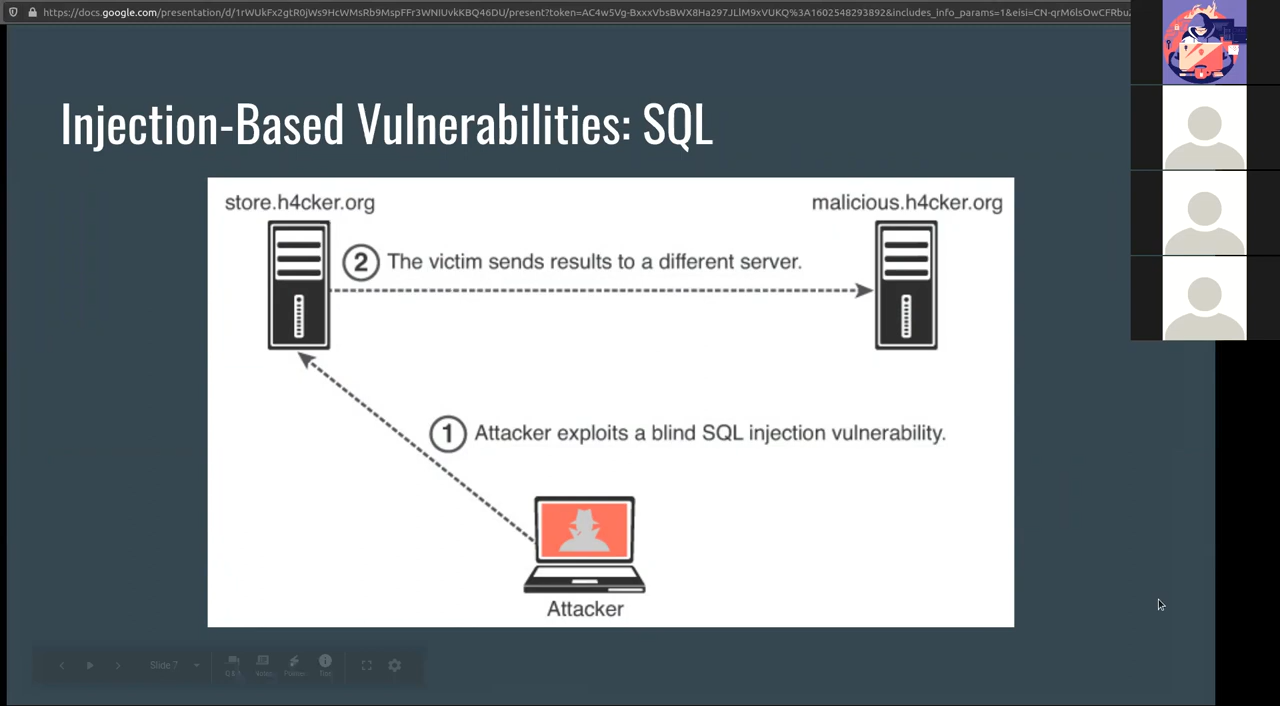 https://docs.google.com/presentation/d/1rWUkFx2gtR0jWs9HcWMsRb9MspFFr3WNIUvkKBQ46DU/present?token=AC4w5Vg-BxxxVbsBWX8Ha297JLlM9xVUKQ%3A1602548293892&includes_info_params=1&eisi=CN-qrM6lsOwCFRbu
Injection-Based Vulnerabilities: SQL
store.h4cker.org
malicious.h4cker.org
2 The victim sends results to a different server.
1 Attacker exploits a blind SQL injection vulnerability.
Attacker
Slide 7
Q & A Notes Pointer